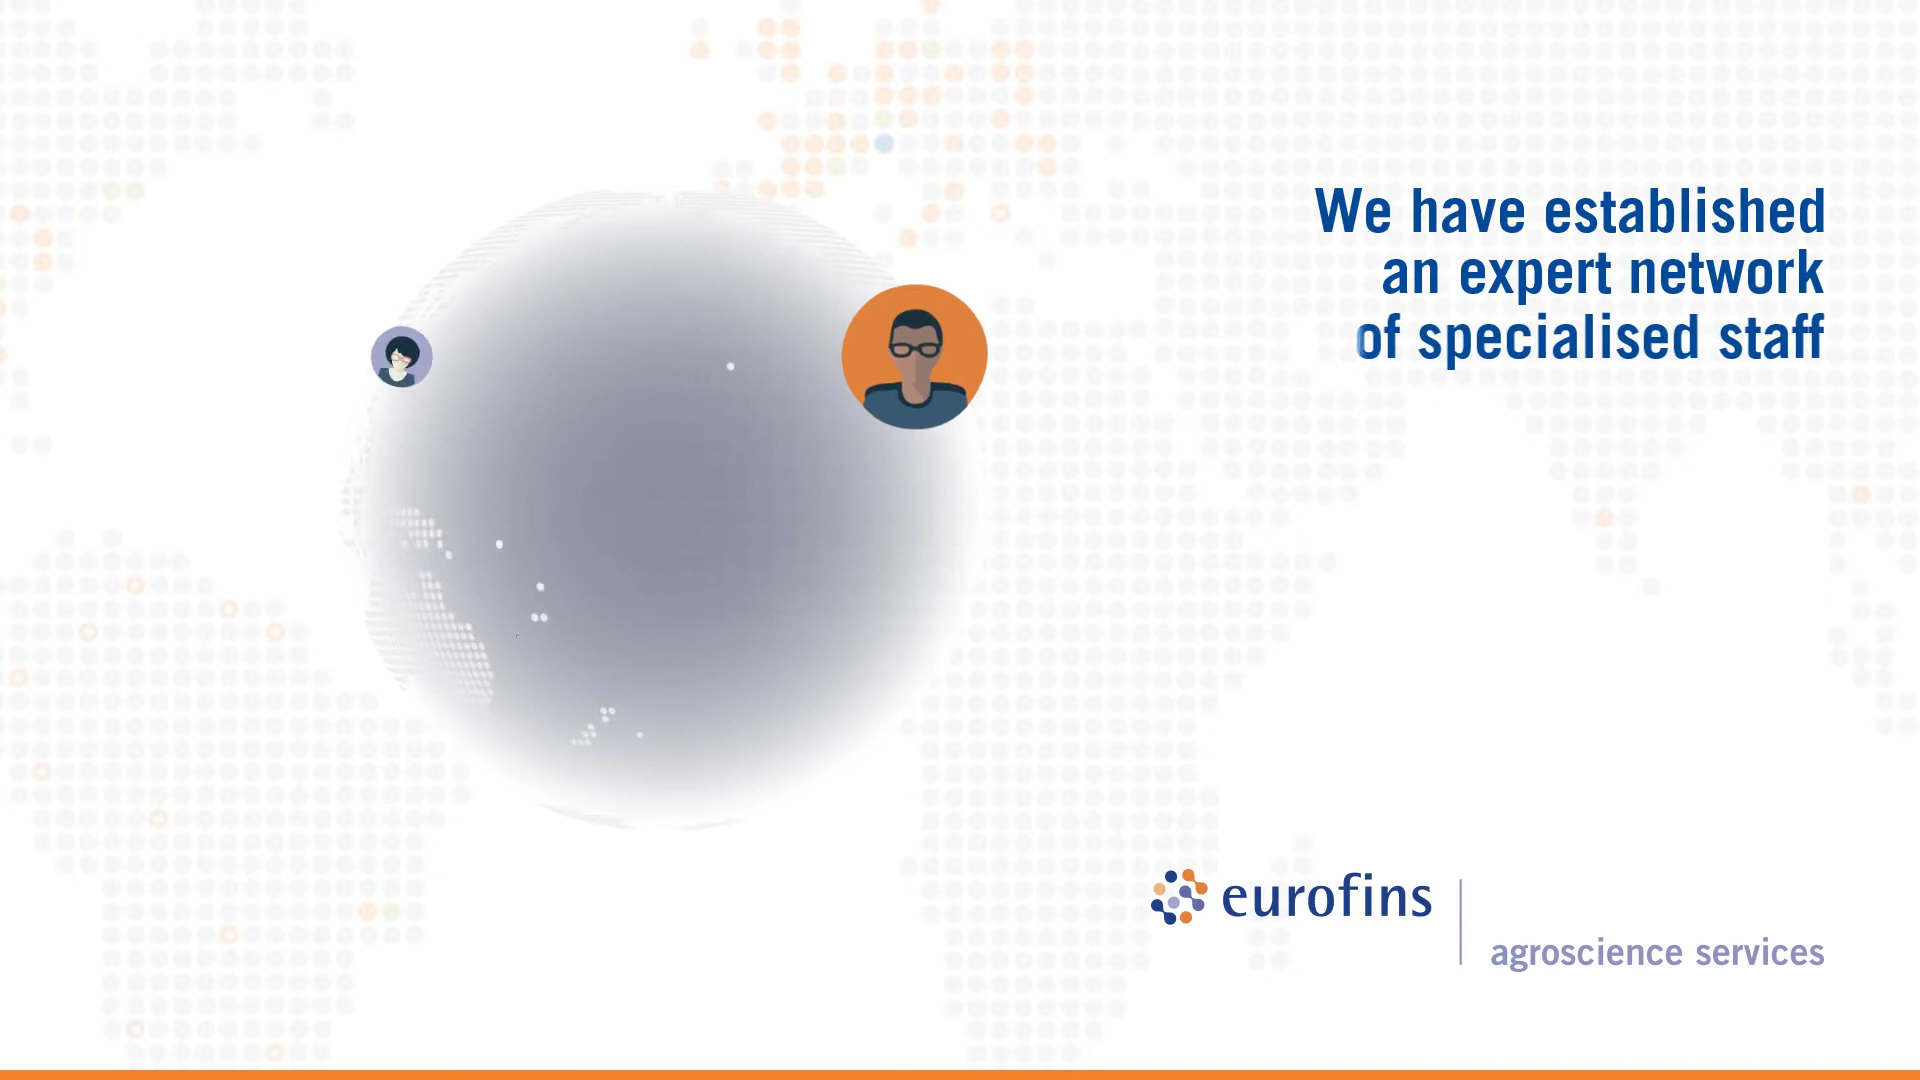 We have established
an expert network
of specialised staff
eurofins
agroscience services